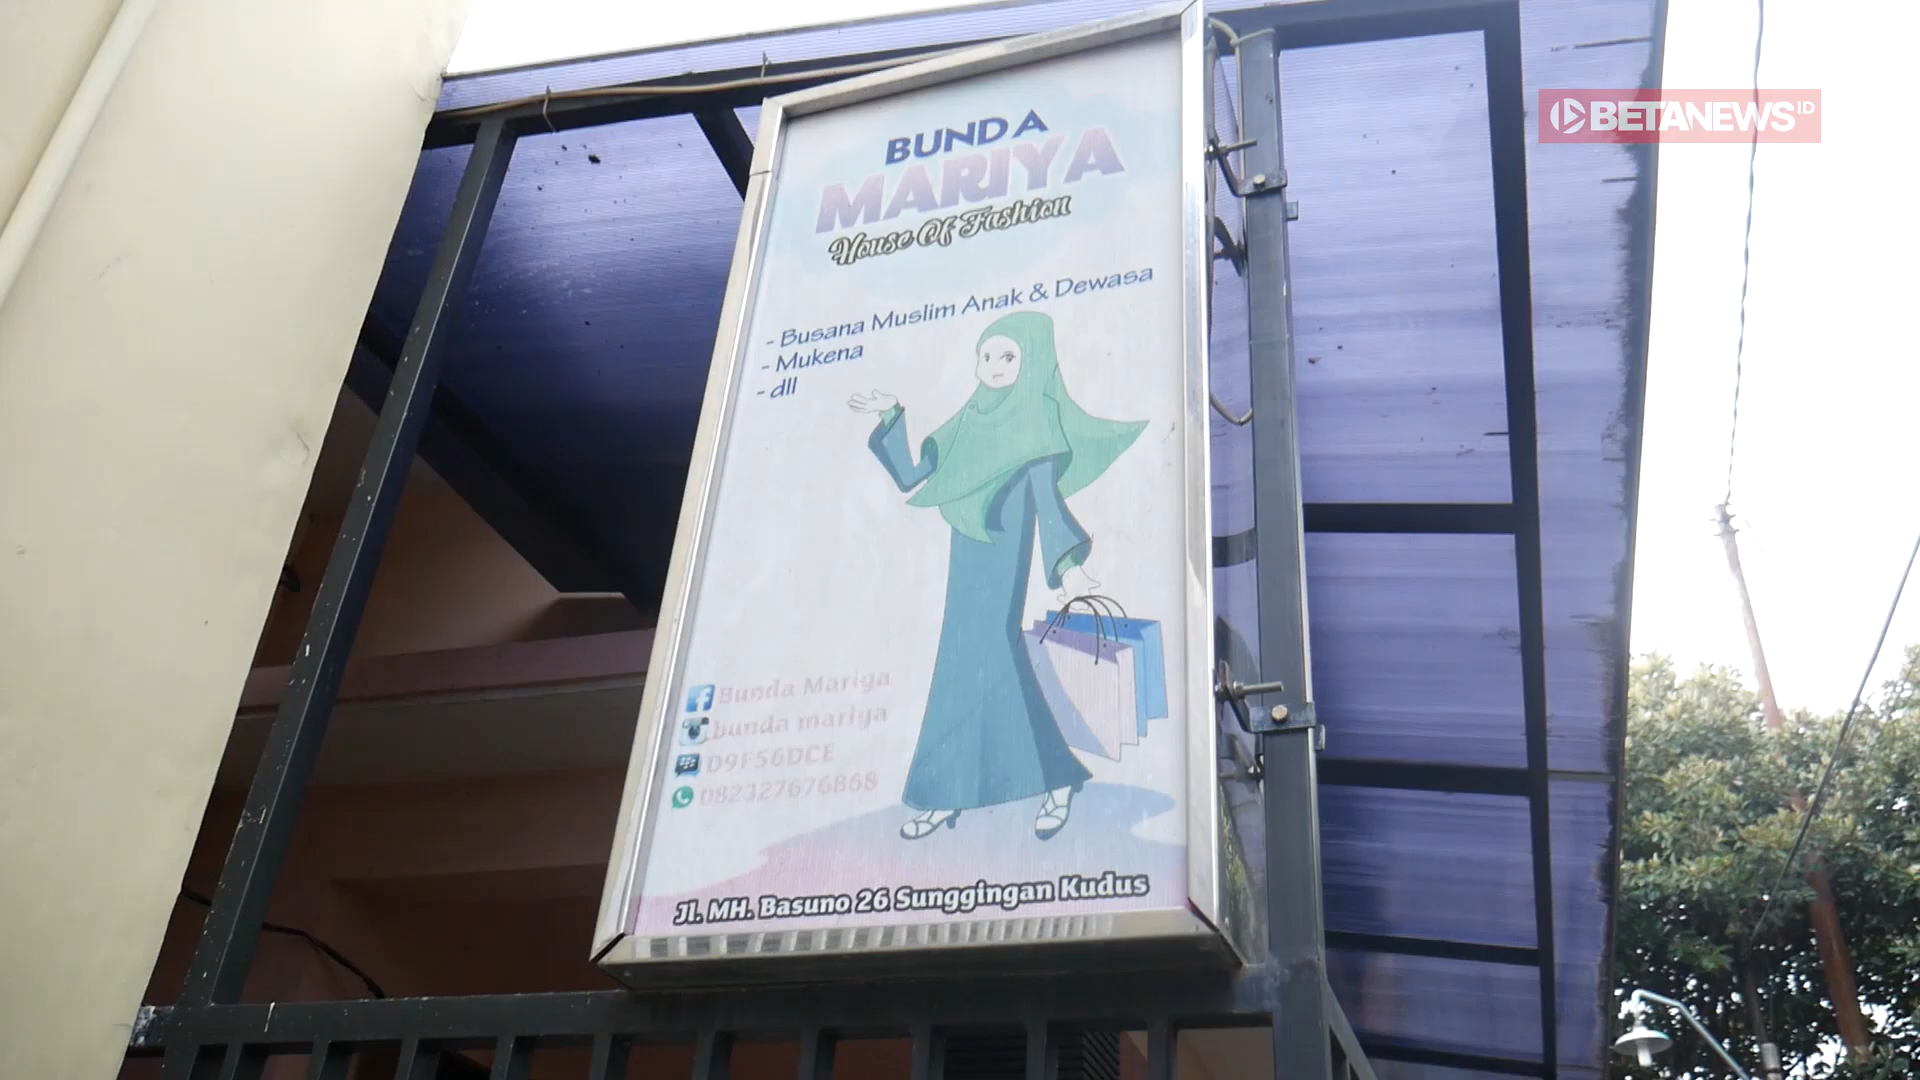 BETANEWS ID
BUNDA
MARIYA
House Of Fashion
- Busana Muslim Anak & Dewasa
- Mukena
- dll
Bunda Mariya
bunda mariya
D9F56DCE
082327676868
Jl. MH. Basuno 26 Sunggingan Kudus